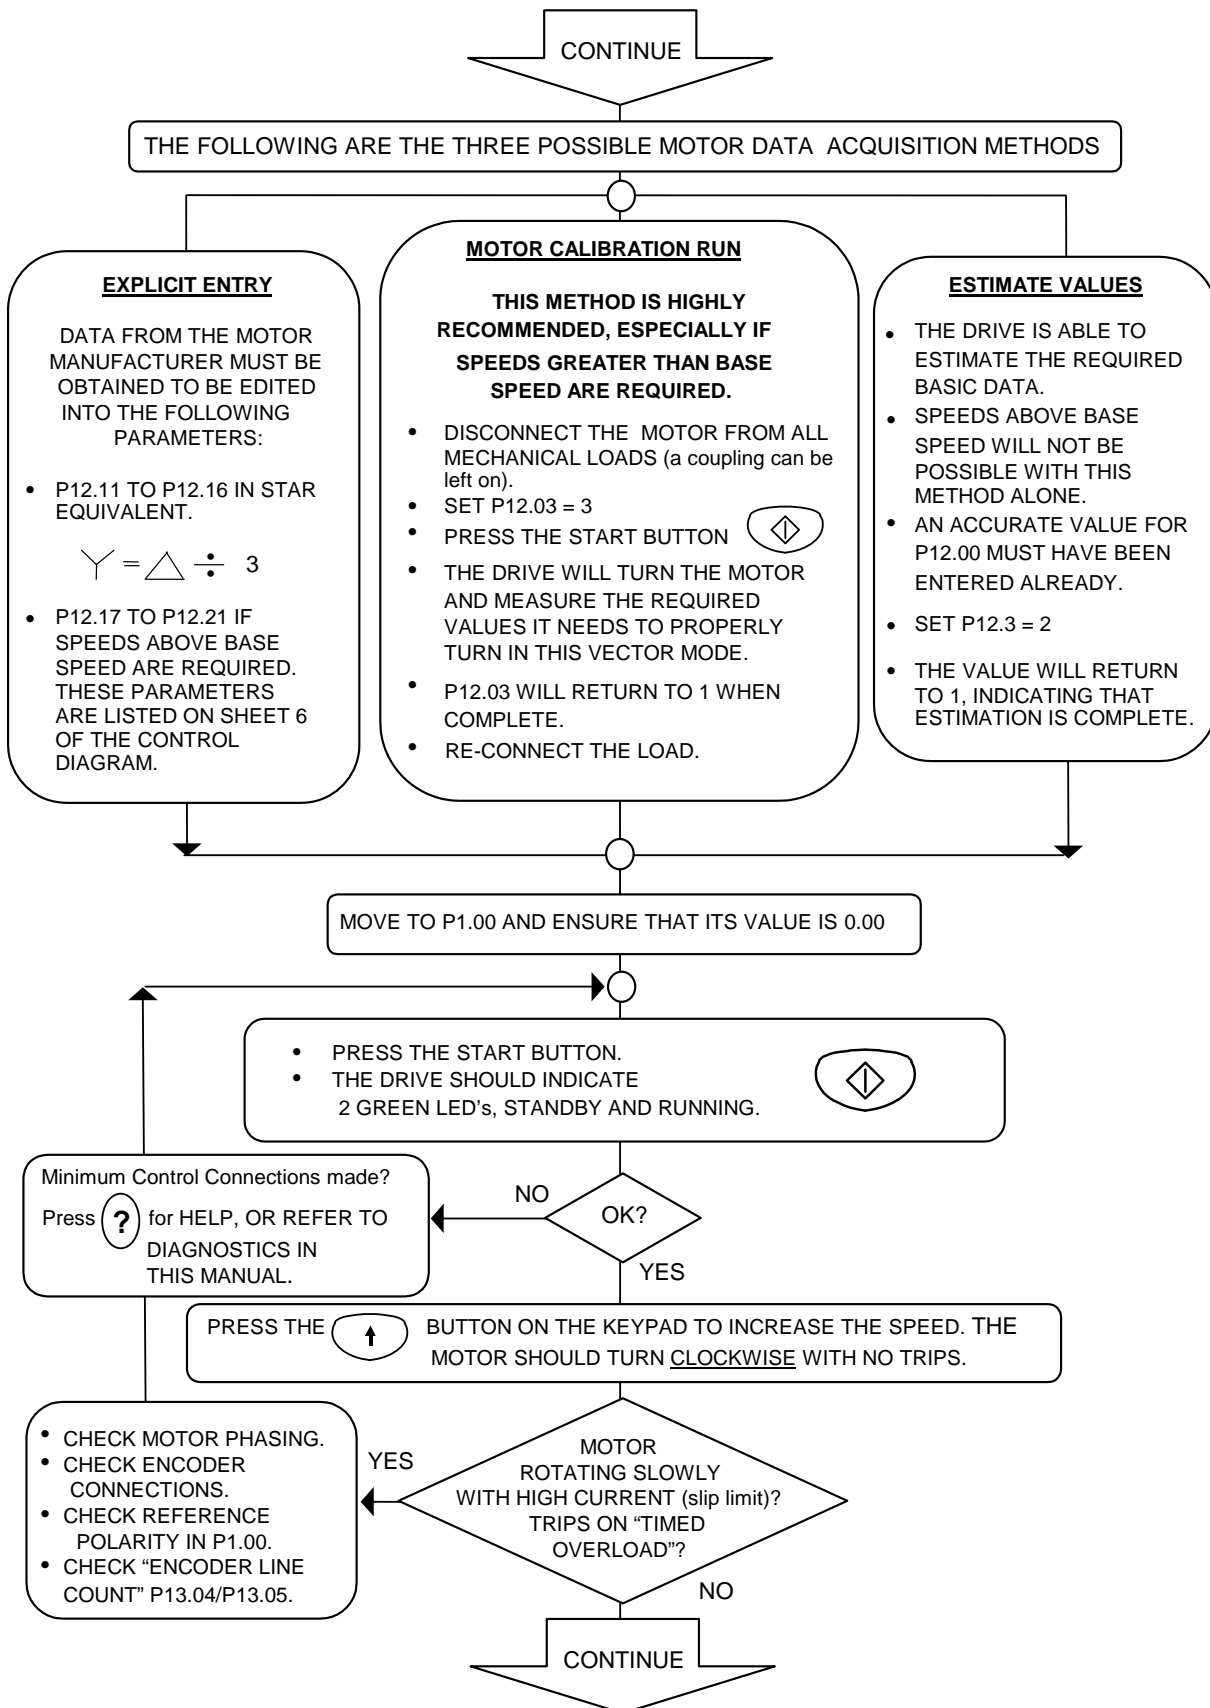 CONTINUE
THE FOLLOWING ARE THE THREE POSSIBLE MOTOR DATA ACQUISITION METHODS
EXPLICIT ENTRY
DATA FROM THE MOTOR
MANUFACTURER MUST BE
OBTAINED TO BE EDITED
INTO THE FOLLOWING
PARAMETERS:
• P12.11 TO P12.16 IN STAR
EQUIVALENT.
= ÷ 3
• P12.17 TO P12.21 IF
SPEEDS ABOVE BASE
SPEED ARE REQUIRED.
THESE PARAMETERS
ARE LISTED ON SHEET 6
OF THE CONTROL
DIAGRAM.
MOTOR CALIBRATION RUN
THIS METHOD IS HIGHLY
RECOMMENDED, ESPECIALLY IF
SPEEDS GREATER THAN BASE
SPEED ARE REQUIRED.
• DISCONNECT THE MOTOR FROM ALL
MECHANICAL LOADS (a coupling can be
left on).
• SET P12.03 = 3
• PRESS THE START BUTTON
• THE DRIVE WILL TURN THE MOTOR
AND MEASURE THE REQUIRED
VALUES IT NEEDS TO PROPERLY
TURN IN THIS VECTOR MODE.
• P12.03 WILL RETURN TO 1 WHEN
COMPLETE.
• RE-CONNECT THE LOAD.
ESTIMATE VALUES
• THE DRIVE IS ABLE TO
ESTIMATE THE REQUIRED
BASIC DATA.
• SPEEDS ABOVE BASE
SPEED WILL NOT BE
POSSIBLE WITH THIS
METHOD ALONE.
• AN ACCURATE VALUE FOR
P12.00 MUST HAVE BEEN
ENTERED ALREADY.
• SET P12.3 = 2
• THE VALUE WILL RETURN
TO 1, INDICATING THAT
ESTIMATION IS COMPLETE.
MOVE TO P1.00 AND ENSURE THAT ITS VALUE IS 0.00
• PRESS THE START BUTTON.
• THE DRIVE SHOULD INDICATE
2 GREEN LED's, STANDBY AND RUNNING.
OK?
NO
Minimum Control Connections made?
Press ? for HELP, OR REFER TO
DIAGNOSTICS IN
THIS MANUAL.
YES
PRESS THE BUTTON ON THE KEYPAD TO INCREASE THE SPEED. THE
MOTOR SHOULD TURN CLOCKWISE WITH NO TRIPS.
MOTOR
ROTATING SLOWLY
WITH HIGH CURRENT (slip limit)?
TRIPS ON “TIMED
OVERLOAD”?
YES
• CHECK MOTOR PHASING.
• CHECK ENCODER
CONNECTIONS.
• CHECK REFERENCE
POLARITY IN P1.00.
• CHECK “ENCODER LINE
COUNT” P13.04/P13.05.
NO
CONTINUE